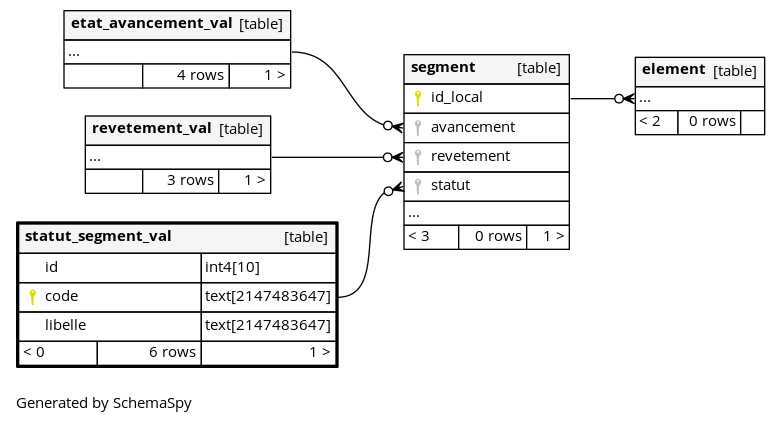 etat_avancement_val [table]
...
4 rows 1 >
revetement_val [table]
...
3 rows 1 >
statut_segment_val [table]
id int4[10]
code text[2147483647]
libelle text[2147483647]
< 0 6 rows 1 >
segment [table]
id_local
avancement
revetement
statut
...
< 3 0 rows 1 >
element [table]
...
< 2 0 rows
Generated by SchemaSpy